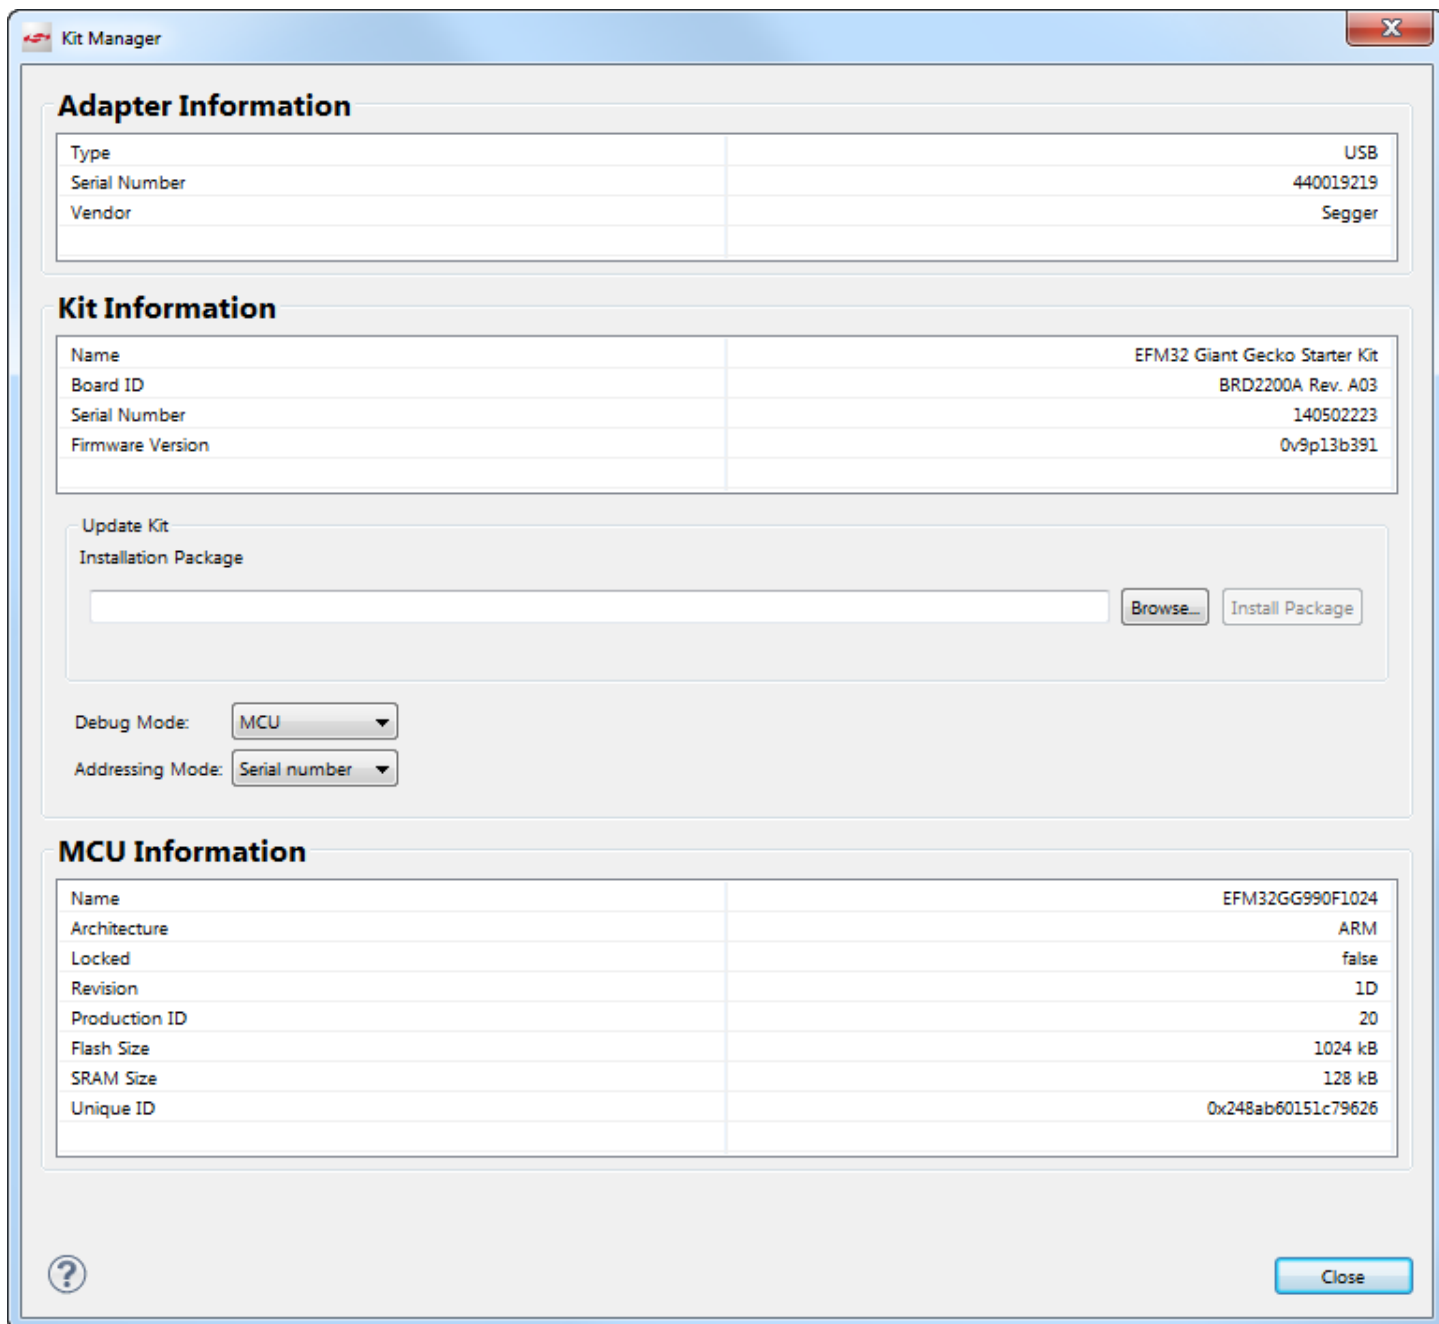 Kit Manager
X
Adapter Information
Type USB
Serial Number 440019219
Vendor Segger
Kit Information
Name EFM32 Giant Gecko Starter Kit
Board ID BRD2200A Rev. A03
Serial Number 140502223
Firmware Version 0v9p13b391
Update Kit
Installation Package
Browse... Install Package
Debug Mode: MCU
Addressing Mode: Serial number
MCU Information
Name EFM32GG990F1024
Architecture ARM
Locked false
Revision 1D
Production ID 20
Flash Size 1024 kB
SRAM Size 128 kB
Unique ID 0x248ab60151c79626
? Close